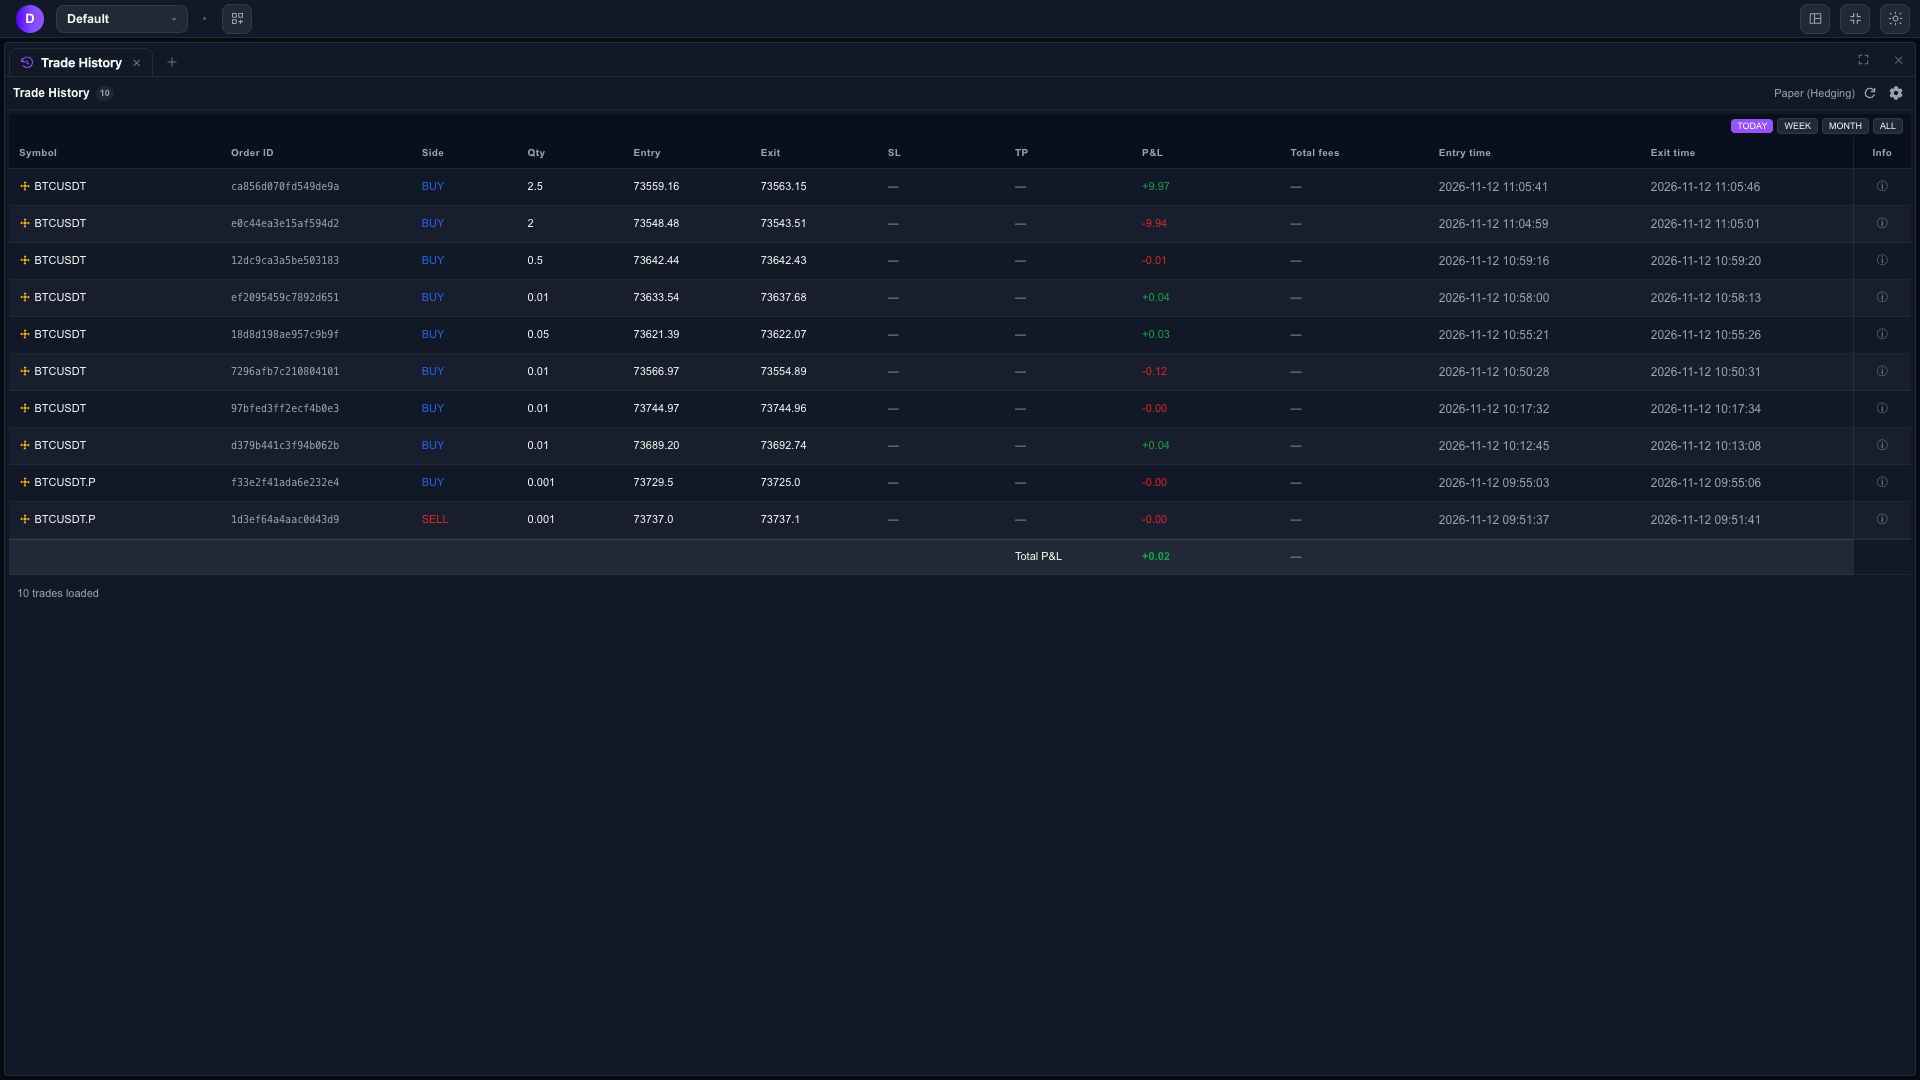 D Default
Trade History
Trade History 10 Paper (Hedging)
TODAY WEEK MONTH ALL
Symbol Order ID Side Qty Entry Exit SL TP P&L Total fees Entry time Exit time Info
BTCUSDT ca856d070fd549de9a BUY 2.5 73559.16 73563.15 — — +9.97 — 2026-11-12 11:05:41 2026-11-12 11:05:46
BTCUSDT e0c44ea3e15af594d2 BUY 2 73548.48 73543.51 — — -9.94 — 2026-11-12 11:04:59 2026-11-12 11:05:01
BTCUSDT 12dc9ca3a5be503183 BUY 0.5 73642.44 73642.43 — — -0.01 — 2026-11-12 10:59:16 2026-11-12 10:59:20
BTCUSDT ef2095459c7892d651 BUY 0.01 73633.54 73637.68 — — +0.04 — 2026-11-12 10:58:00 2026-11-12 10:58:13
BTCUSDT 18d8d198ae957c9b9f BUY 0.05 73621.39 73622.07 — — +0.03 — 2026-11-12 10:55:21 2026-11-12 10:55:26
BTCUSDT 7296afb7c210804101 BUY 0.01 73566.97 73554.89 — — -0.12 — 2026-11-12 10:50:28 2026-11-12 10:50:31
BTCUSDT 97bfed3ff2ecf4b0e3 BUY 0.01 73744.97 73744.96 — — -0.00 — 2026-11-12 10:17:32 2026-11-12 10:17:34
BTCUSDT d379b441c3f94b062b BUY 0.01 73689.20 73692.74 — — +0.04 — 2026-11-12 10:12:45 2026-11-12 10:13:08
BTCUSDT.P f33e2f41ada6e232e4 BUY 0.001 73729.5 73725.0 — — -0.00 — 2026-11-12 09:55:03 2026-11-12 09:55:06
BTCUSDT.P 1d3ef64a4aac0d43d9 SELL 0.001 73737.0 73737.1 — — -0.00 — 2026-11-12 09:51:37 2026-11-12 09:51:41
Total P&L +0.02 —
10 trades loaded